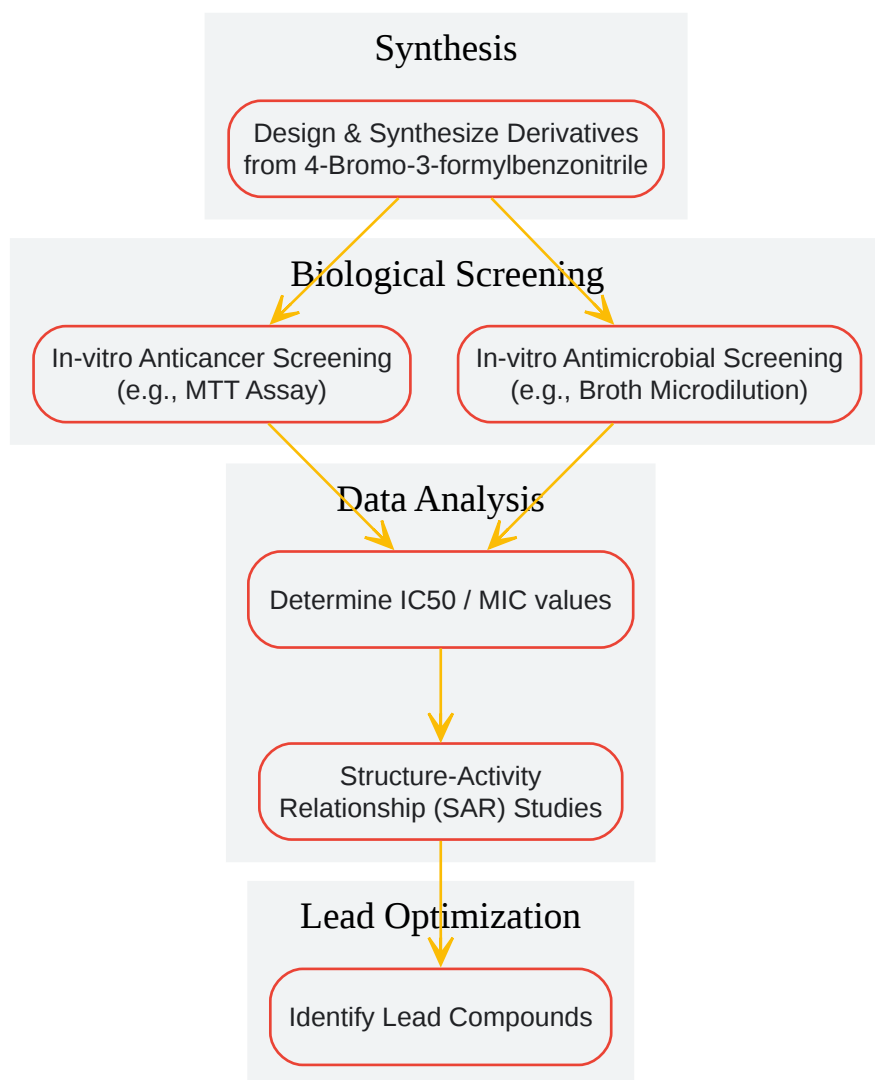 Synthesis
Design & Synthesize Derivatives
from 4-Bromo-3-formylbenzonitrile
Biological Screening
In-vitro Anticancer Screening
(e.g., MTT Assay)
In-vitro Antimicrobial Screening
(e.g., Broth Microdilution)
Data Analysis
Determine IC50 / MIC values
Structure-Activity
Relationship (SAR) Studies
Lead Optimization
Identify Lead Compounds